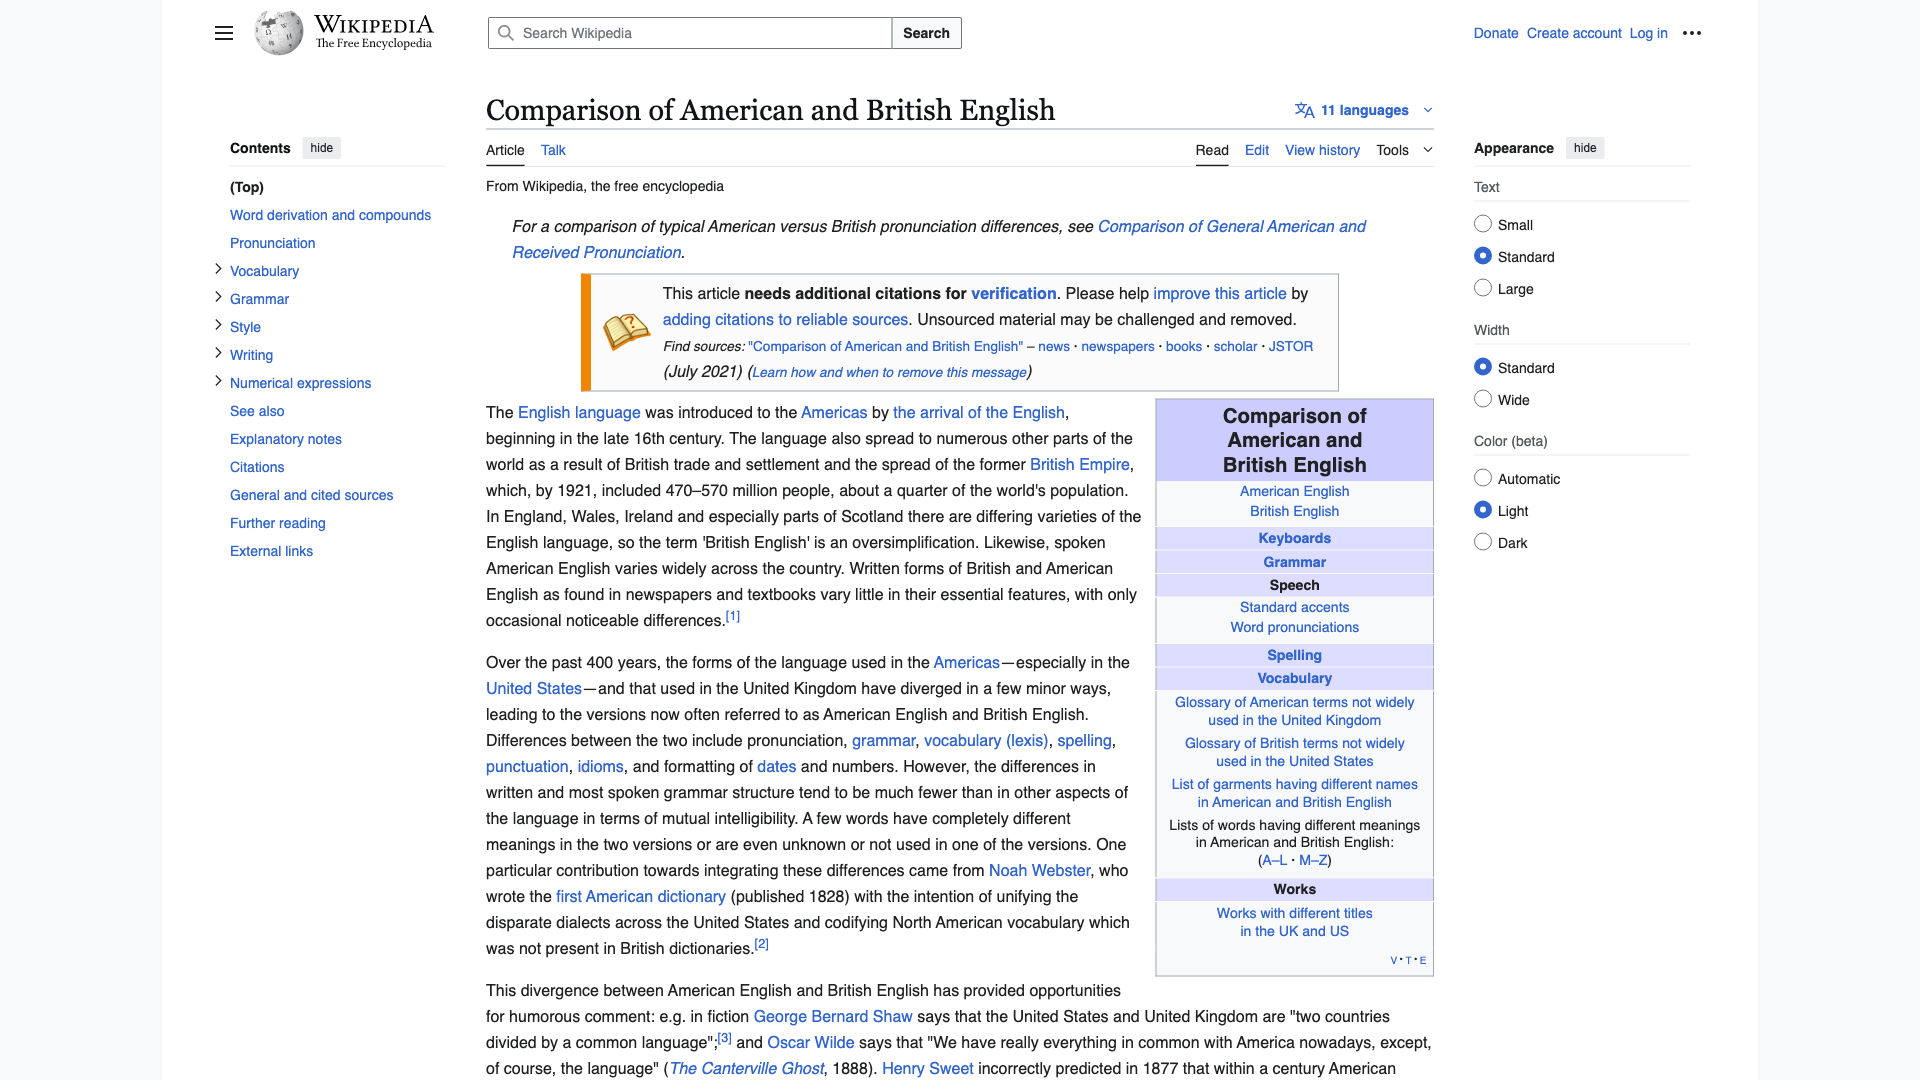 WIKIPEDIA
The Free Encyclopedia
Search Wikipedia
Search
Donate Create account Log in
Contents hide
(Top)
Word derivation and compounds
Pronunciation
Vocabulary
Grammar
Style
Writing
Numerical expressions
See also
Explanatory notes
Citations
General and cited sources
Further reading
External links
Comparison of American and British English
11 languages
Article Talk
Read Edit View history Tools
From Wikipedia, the free encyclopedia
For a comparison of typical American versus British pronunciation differences, see Comparison of General American and
Received Pronunciation.
This article needs additional citations for verification. Please help improve this article by
adding citations to reliable sources. Unsourced material may be challenged and removed.
Find sources: "Comparison of American and British English" – news · newspapers · books · scholar · JSTOR
(July 2021) (Learn how and when to remove this message)
The English language was introduced to the Americas by the arrival of the English,
beginning in the late 16th century. The language also spread to numerous other parts of the
world as a result of British trade and settlement and the spread of the former British Empire,
which, by 1921, included 470–570 million people, about a quarter of the world's population.
In England, Wales, Ireland and especially parts of Scotland there are differing varieties of the
English language, so the term 'British English' is an oversimplification. Likewise, spoken
American English varies widely across the country. Written forms of British and American
English as found in newspapers and textbooks vary little in their essential features, with only
occasional noticeable differences.[1]
Over the past 400 years, the forms of the language used in the Americas—especially in the
United States—and that used in the United Kingdom have diverged in a few minor ways,
leading to the versions now often referred to as American English and British English.
Differences between the two include pronunciation, grammar, vocabulary (lexis), spelling,
punctuation, idioms, and formatting of dates and numbers. However, the differences in
written and most spoken grammar structure tend to be much fewer than in other aspects of
the language in terms of mutual intelligibility. A few words have completely different
meanings in the two versions or are even unknown or not used in one of the versions. One
particular contribution towards integrating these differences came from Noah Webster, who
wrote the first American dictionary (published 1828) with the intention of unifying the
disparate dialects across the United States and codifying North American vocabulary which
was not present in British dictionaries.[2]
This divergence between American English and British English has provided opportunities
for humorous comment: e.g. in fiction George Bernard Shaw says that the United States and United Kingdom are "two countries
divided by a common language";[3] and Oscar Wilde says that "We have really everything in common with America nowadays, except,
of course, the language" (The Canterville Ghost, 1888). Henry Sweet incorrectly predicted in 1877 that within a century American
Comparison of
American and
British English
American English
British English
Keyboards
Grammar
Speech
Standard accents
Word pronunciations
Spelling
Vocabulary
Glossary of American terms not widely
used in the United Kingdom
Glossary of British terms not widely
used in the United States
List of garments having different names
in American and British English
Lists of words having different meanings
in American and British English:
(A–L · M–Z)
Works
Works with different titles
in the UK and US
V · T · E
Appearance hide
Text
Small
Standard
Large
Width
Standard
Wide
Color (beta)
Automatic
Light
Dark